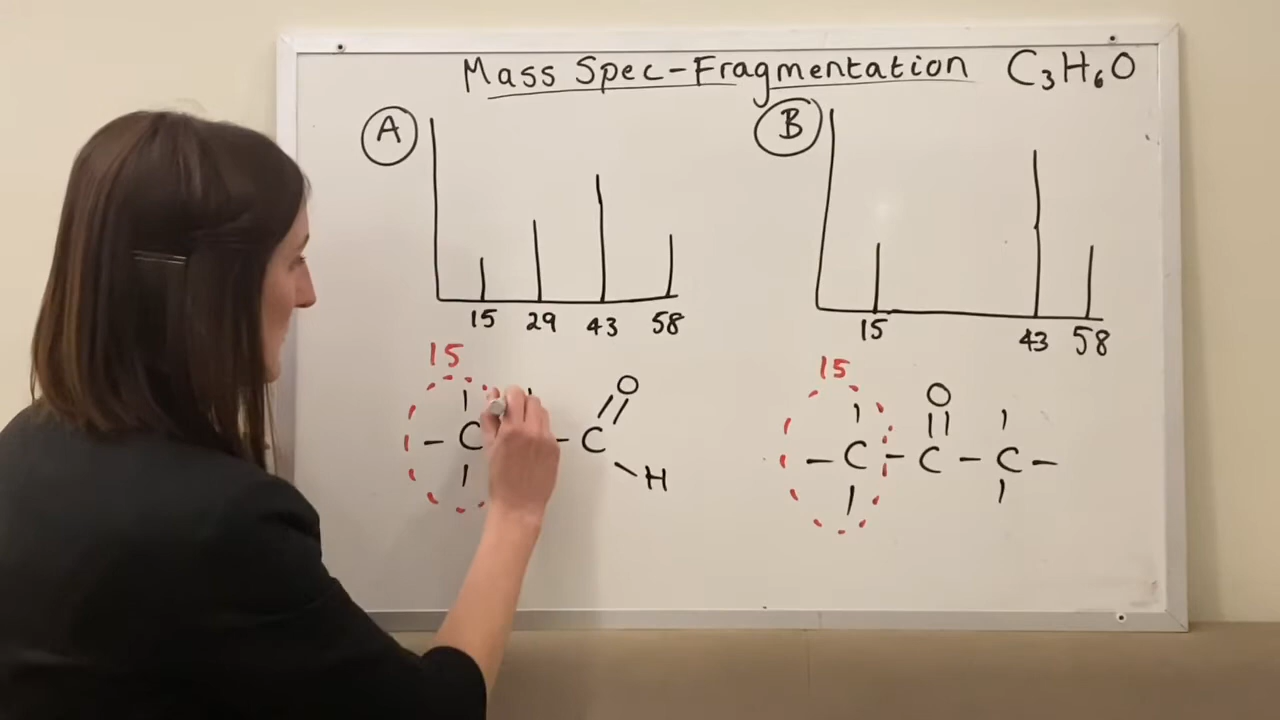 Mass Spec-Fragmentation C₃H₆O
A
15 29 43 58
B
15 43 58
15
C C O
H
15
C C O C